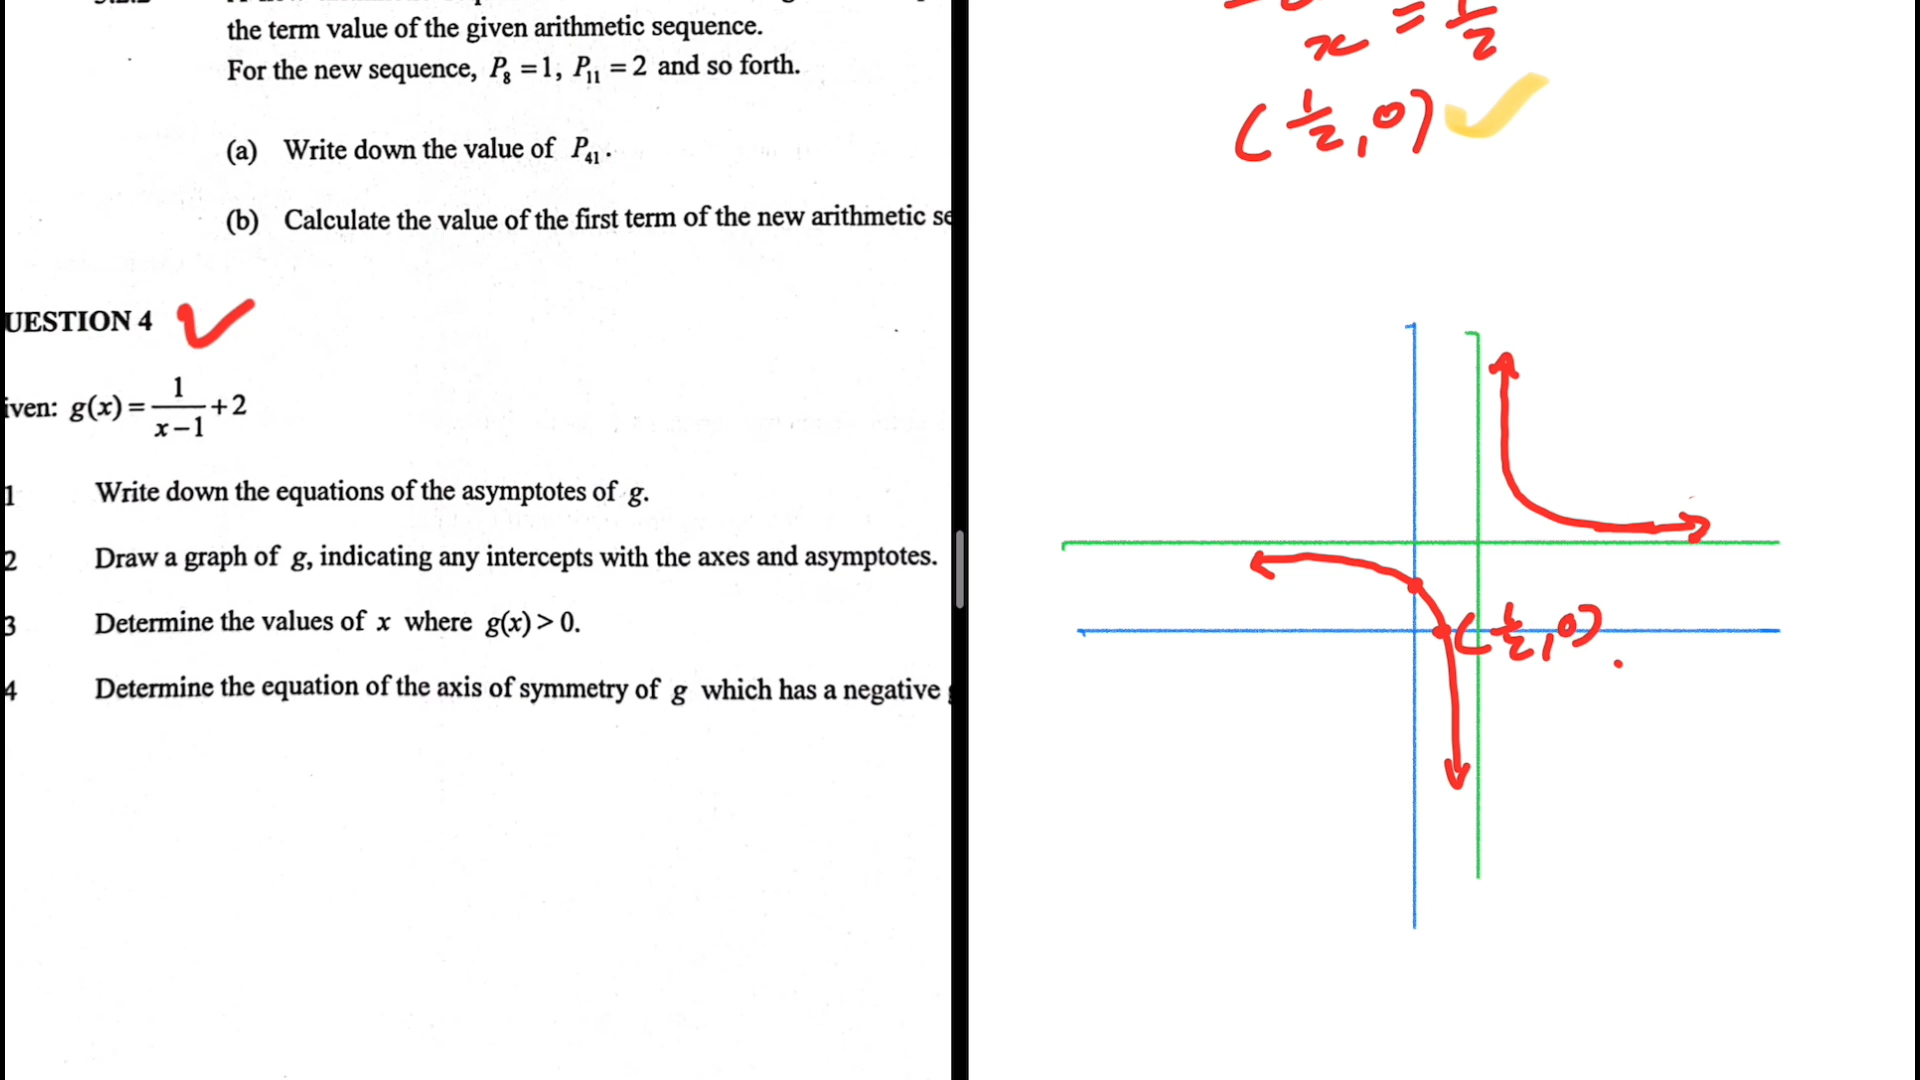 the term value of the given arithmetic sequence.
For the new sequence, P₈ = 1, P₁₁ = 2 and so forth.
(a) Write down the value of P₄₁.
(b) Calculate the value of the first term of the new arithmetic se
UESTION 4
iven: g(x) = 1/(x−1) + 2
1 Write down the equations of the asymptotes of g.
2 Draw a graph of g, indicating any intercepts with the axes and asymptotes.
3 Determine the values of x where g(x) > 0.
4 Determine the equation of the axis of symmetry of g which has a negative
x = 1/2
(1/2, 0)
(1/2, 0)